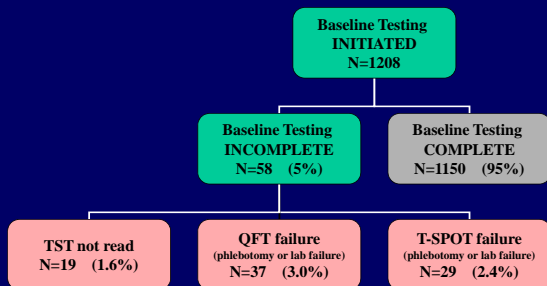 Baseline Testing
INITIATED
N=1208
Baseline Testing
INCOMPLETE
N=58 (5%)
Baseline Testing
COMPLETE
N=1150 (95%)
TST not read
N=19 (1.6%)
QFT failure
(phlebotomy or lab failure)
N=37 (3.0%)
T-SPOT failure
(phlebotomy or lab failure)
N=29 (2.4%)